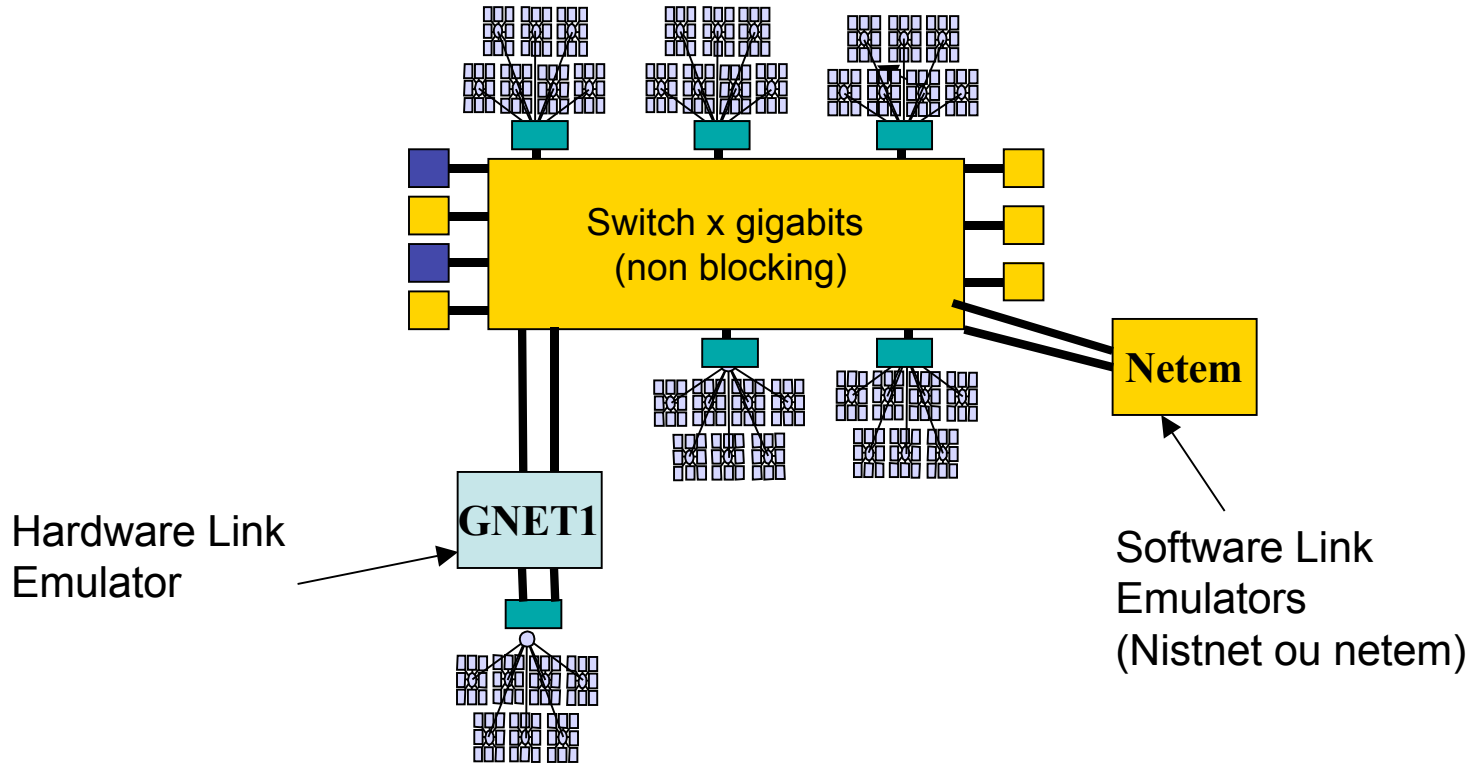 Switch x gigabits
(non blocking)
Netem
GNET1
Hardware Link
Emulator
Software Link
Emulators
(Nistnet ou netem)